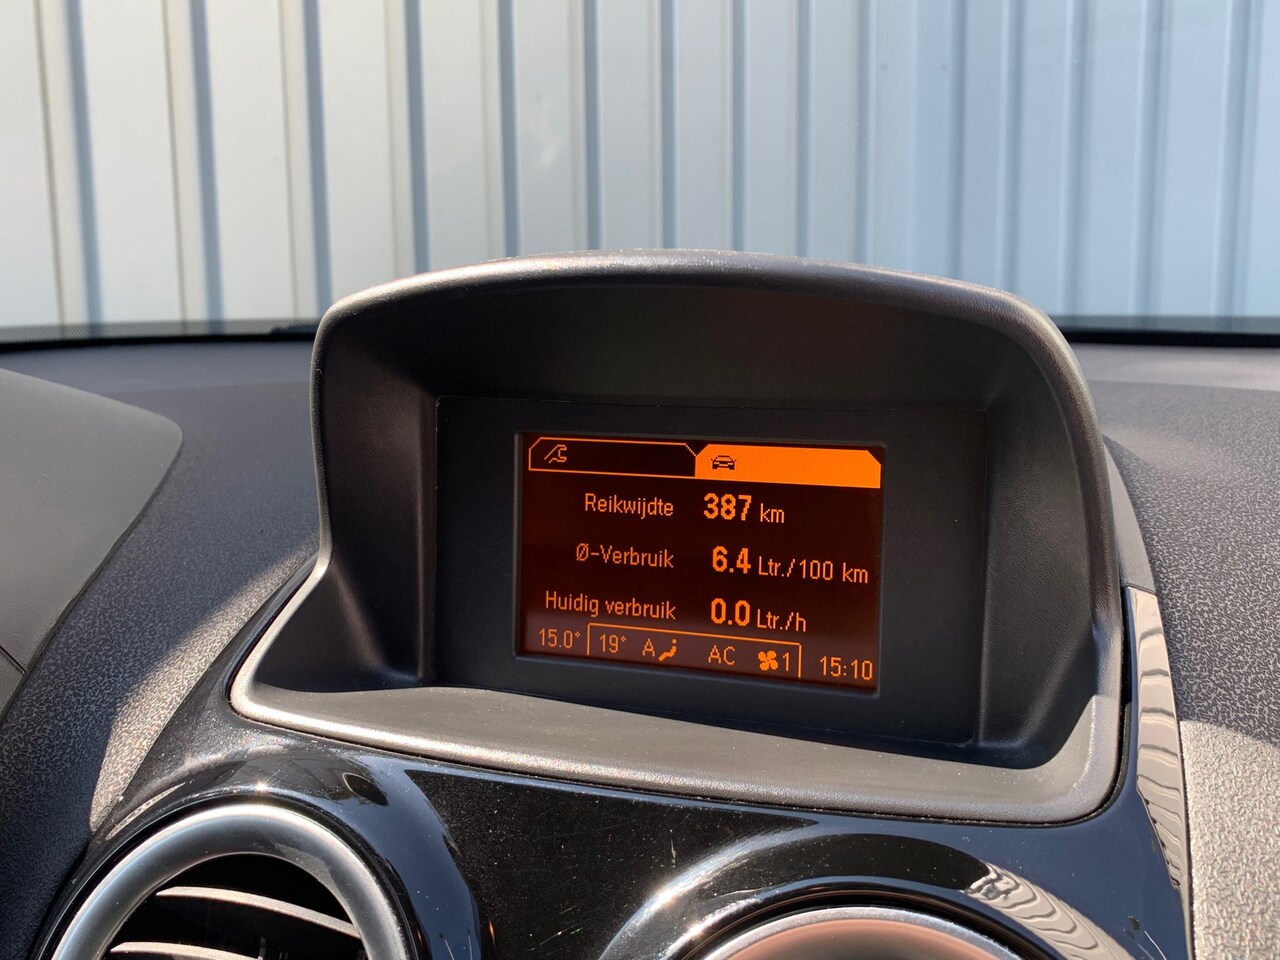 Reikwijdte 387 km
Ø-Verbruik 6.4 Ltr./100 km
Huidig verbruik 0.0 Ltr./h
15.0° 19° A AC 1 15:10